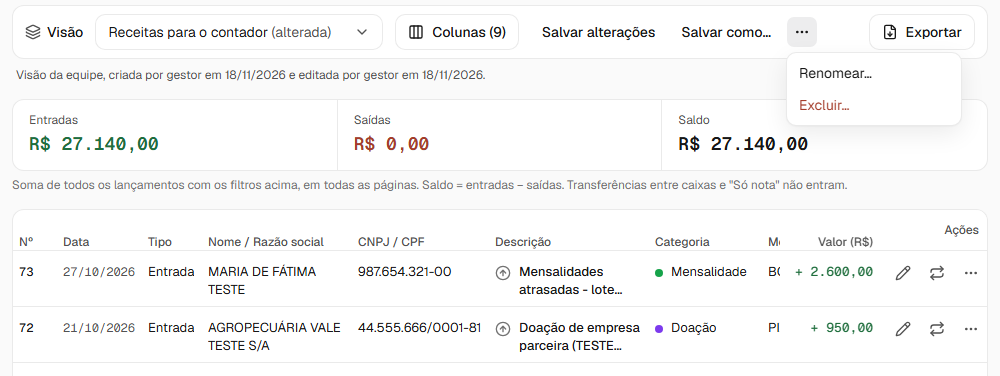 Visão
Receitas para o contador (alterada)
Colunas (9)
Salvar alterações
Salvar como...
Exportar
Visão da equipe, criada por gestor em 18/11/2026 e editada por gestor em 18/11/2026.
Renomear...
Excluir...
Entradas
R$ 27.140,00
Saídas
R$ 0,00
Saldo
R$ 27.140,00
Soma de todos os lançamentos com os filtros acima, em todas as páginas. Saldo = entradas − saídas. Transferências entre caixas e "Só nota" não entram.
Nº Data Tipo Nome / Razão social CNPJ / CPF Descrição Categoria Valor (R$) Ações
73 27/10/2026 Entrada MARIA DE FÁTIMA 987.654.321-00 Mensalidades Mensalidade + 2.600,00
TESTE atrasadas - lote...
72 21/10/2026 Entrada AGROPECUÁRIA VALE 44.555.666/0001-81 Doação de empresa Doação PI + 950,00
TESTE S/A parceira (TESTE...